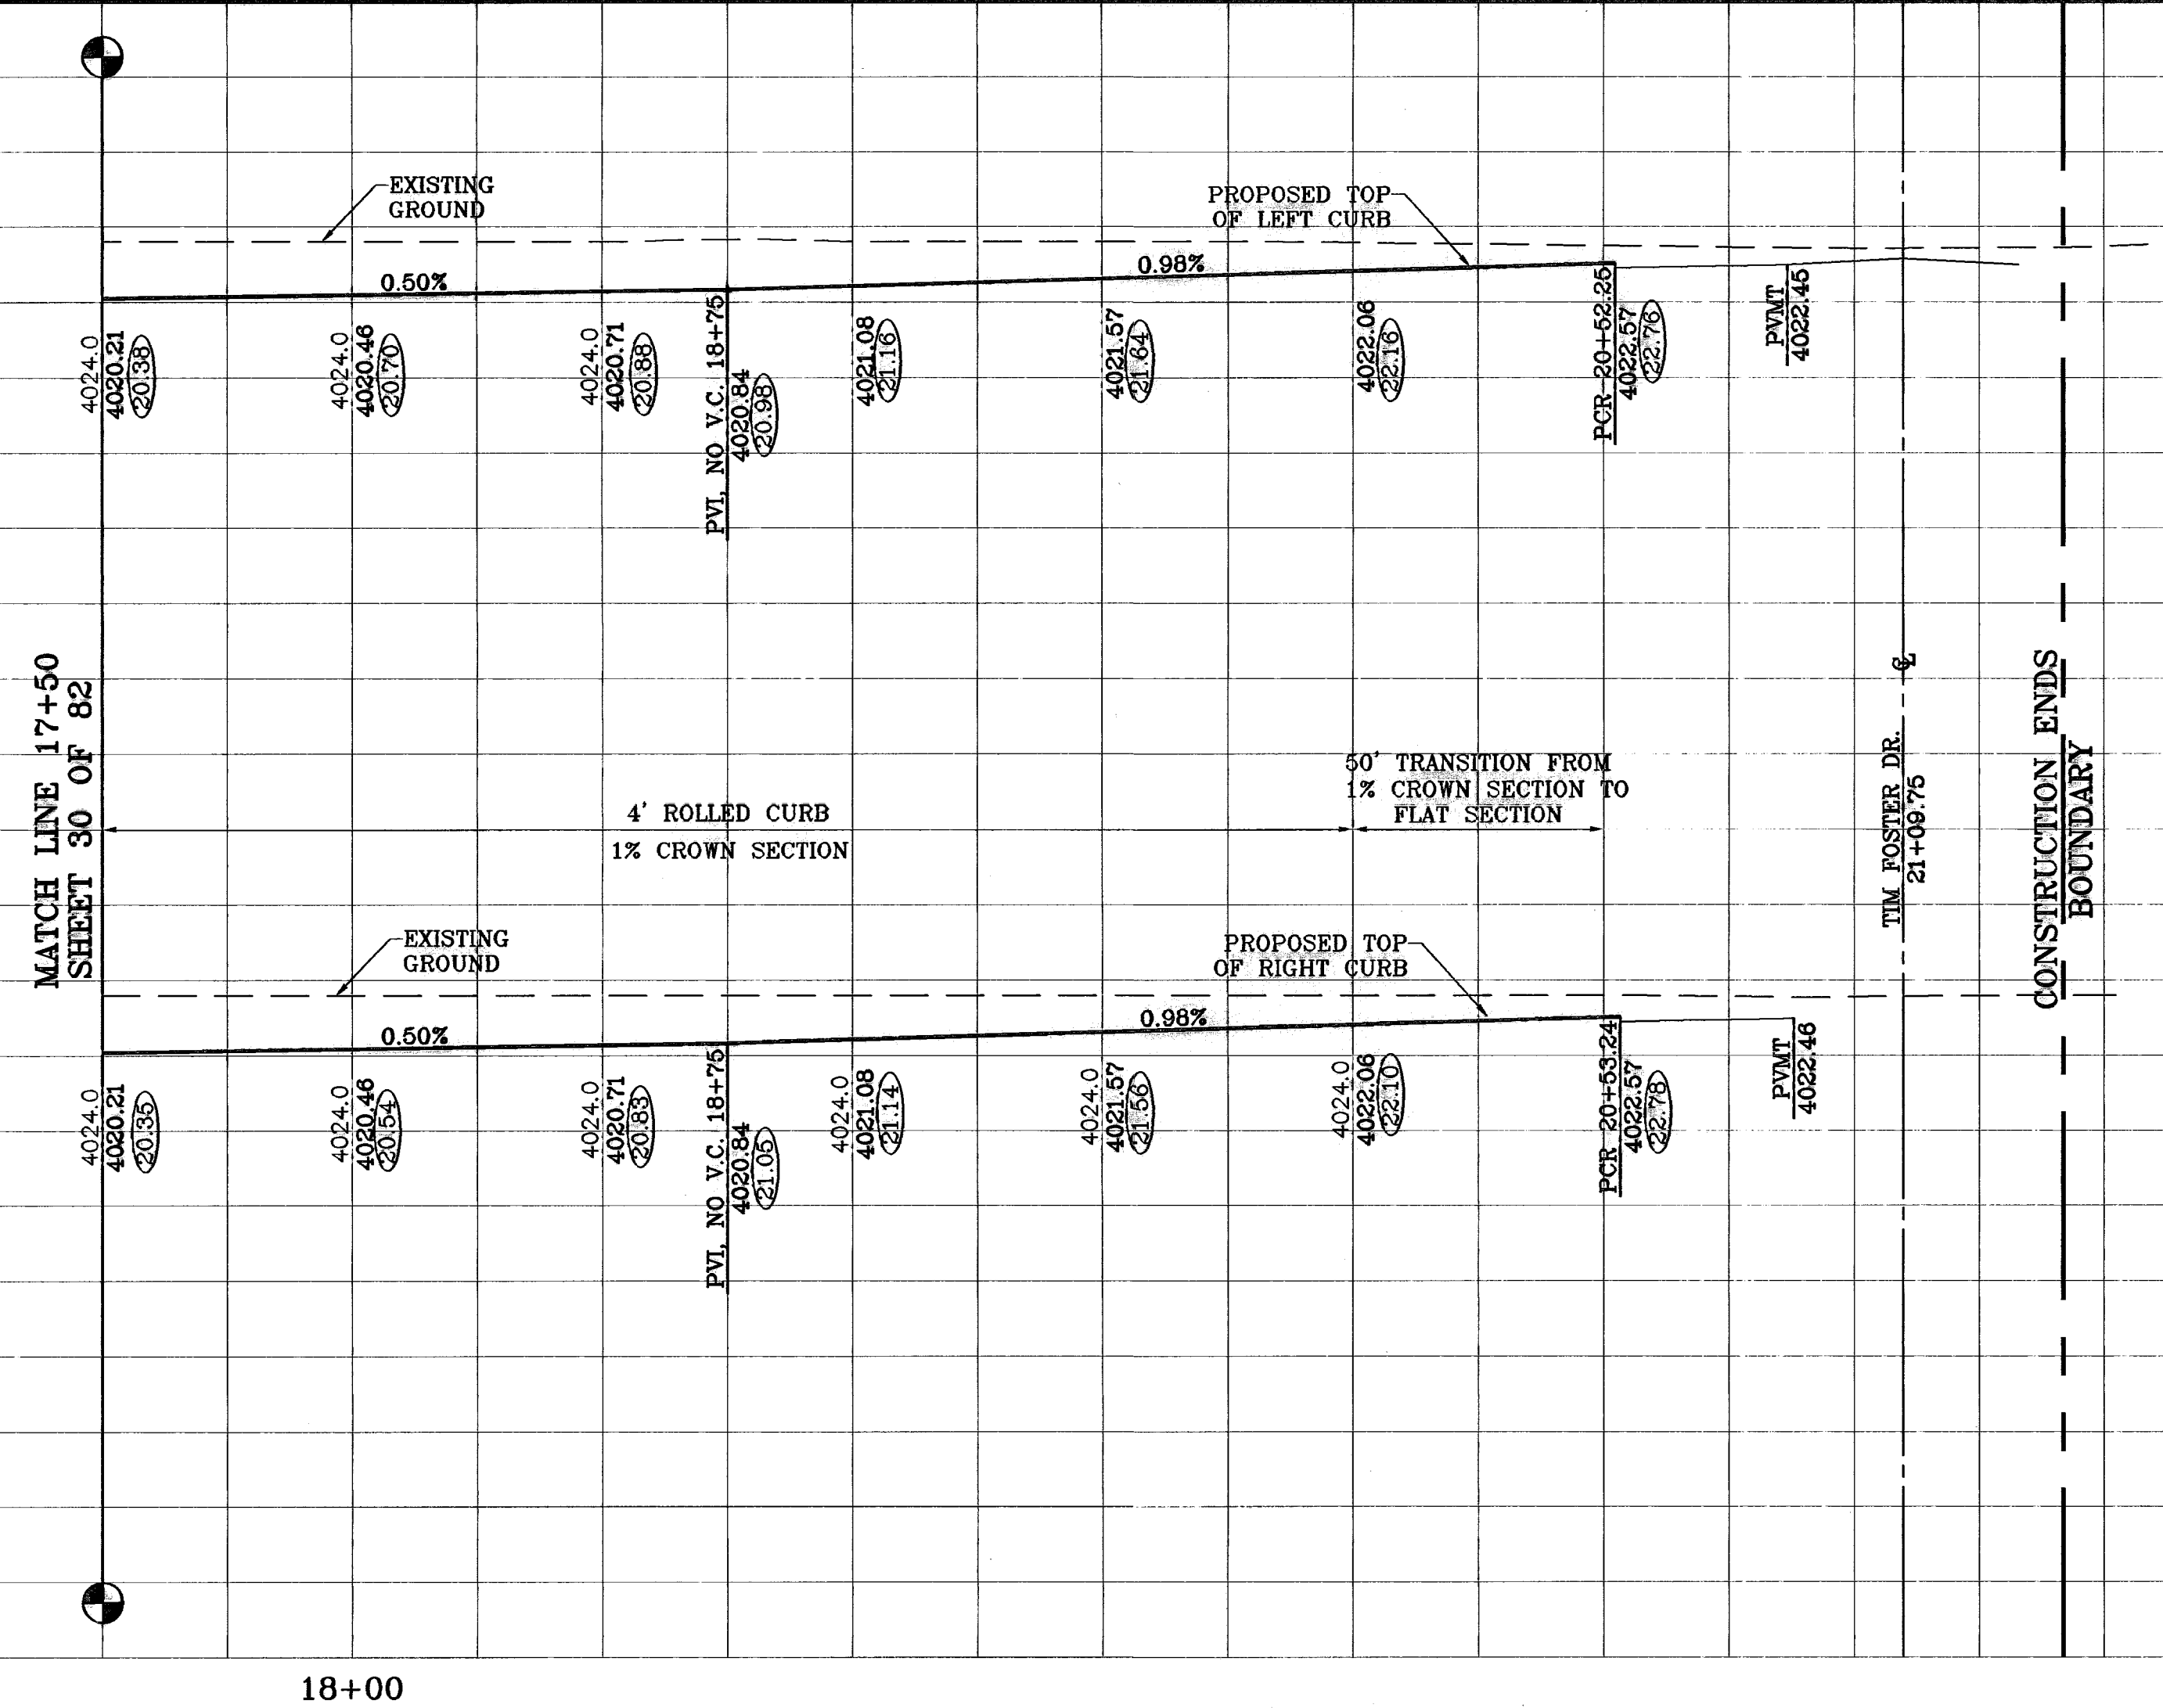 MATCH LINE 17+50
SHEET 30 OF 82
EXISTING
GROUND
PROPOSED TOP
OF LEFT CURB
0.50%
0.98%
4024.0
4020.21
20.38
4024.0
4020.46
20.70
4024.0
4020.71
20.88
PVI, NO V.C. 18+75
4020.84
20.98
4021.08
21.16
4021.57
21.64
4022.06
22.16
PCR 20+52.25
4022.57
22.76
PVMT
4022.45
4' ROLLED CURB
1% CROWN SECTION
50' TRANSITION FROM
1% CROWN SECTION TO
FLAT SECTION
TIM FOSTER DR. ℄
21+09.75
CONSTRUCTION ENDS
BOUNDARY
EXISTING
GROUND
PROPOSED TOP
OF RIGHT CURB
0.50%
0.98%
4024.0
4020.21
20.35
4024.0
4020.46
20.54
4024.0
4020.71
20.83
PVI, NO V.C. 18+75
4020.84
21.05
4024.0
4021.08
21.14
4024.0
4021.57
21.56
4024.0
4022.06
22.10
PCR 20+53.24
4022.57
22.78
PVMT
4022.46
18+00